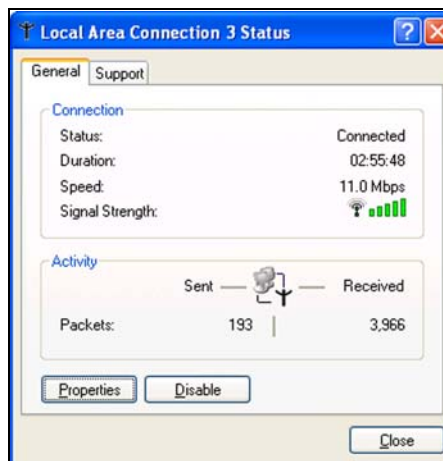 Local Area Connection 3 Status
General Support
Connection
Status: Connected
Duration: 02:55:48
Speed: 11.0 Mbps
Signal Strength:
Activity
Sent Received
Packets: 193 3,966
Properties Disable
Close